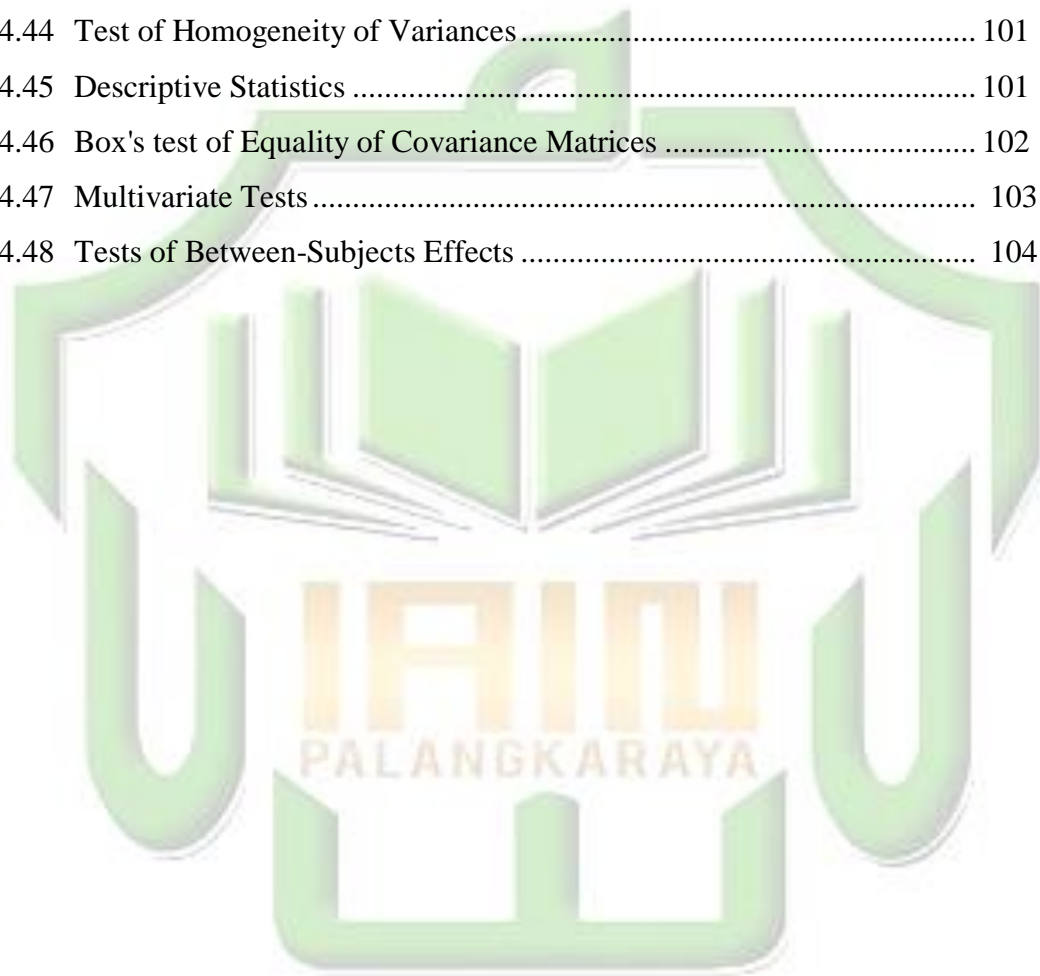 4.44 Test of Homogeneity of Variances........................................................ 101
4.45 Descriptive Statistics ............................................................................ 101
4.46 Box's test of Equality of Covariance Matrices ...................................... 102
4.47 Multivariate Tests................................................................................. 103
4.48 Tests of Between-Subjects Effects ....................................................... 104
IAIN
PALANGKARAYA